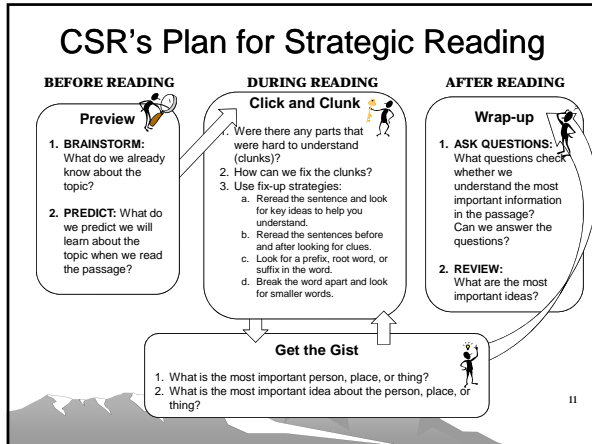 CSR's Plan for Strategic Reading
BEFORE READING
Preview
1. BRAINSTORM:
What do we already
know about the
topic?
2. PREDICT: What do
we predict we will
learn about the
topic when we read
the passage?
DURING READING
Click and Clunk
1. Were there any parts that
were hard to understand
(clunks)?
2. How can we fix the clunks?
3. Use fix-up strategies:
a. Reread the sentence and look
for key ideas to help you
understand.
b. Reread the sentences before
and after looking for clues.
c. Look for a prefix, root word, or
suffix in the word.
d. Break the word apart and look
for smaller words.
AFTER READING
Wrap-up
1. ASK QUESTIONS:
What questions check
whether we
understand the most
important information
in the passage?
Can we answer the
questions?
2. REVIEW:
What are the most
important ideas?
Get the Gist
1. What is the most important person, place, or thing?
2. What is the most important idea about the person, place, or
thing?
11